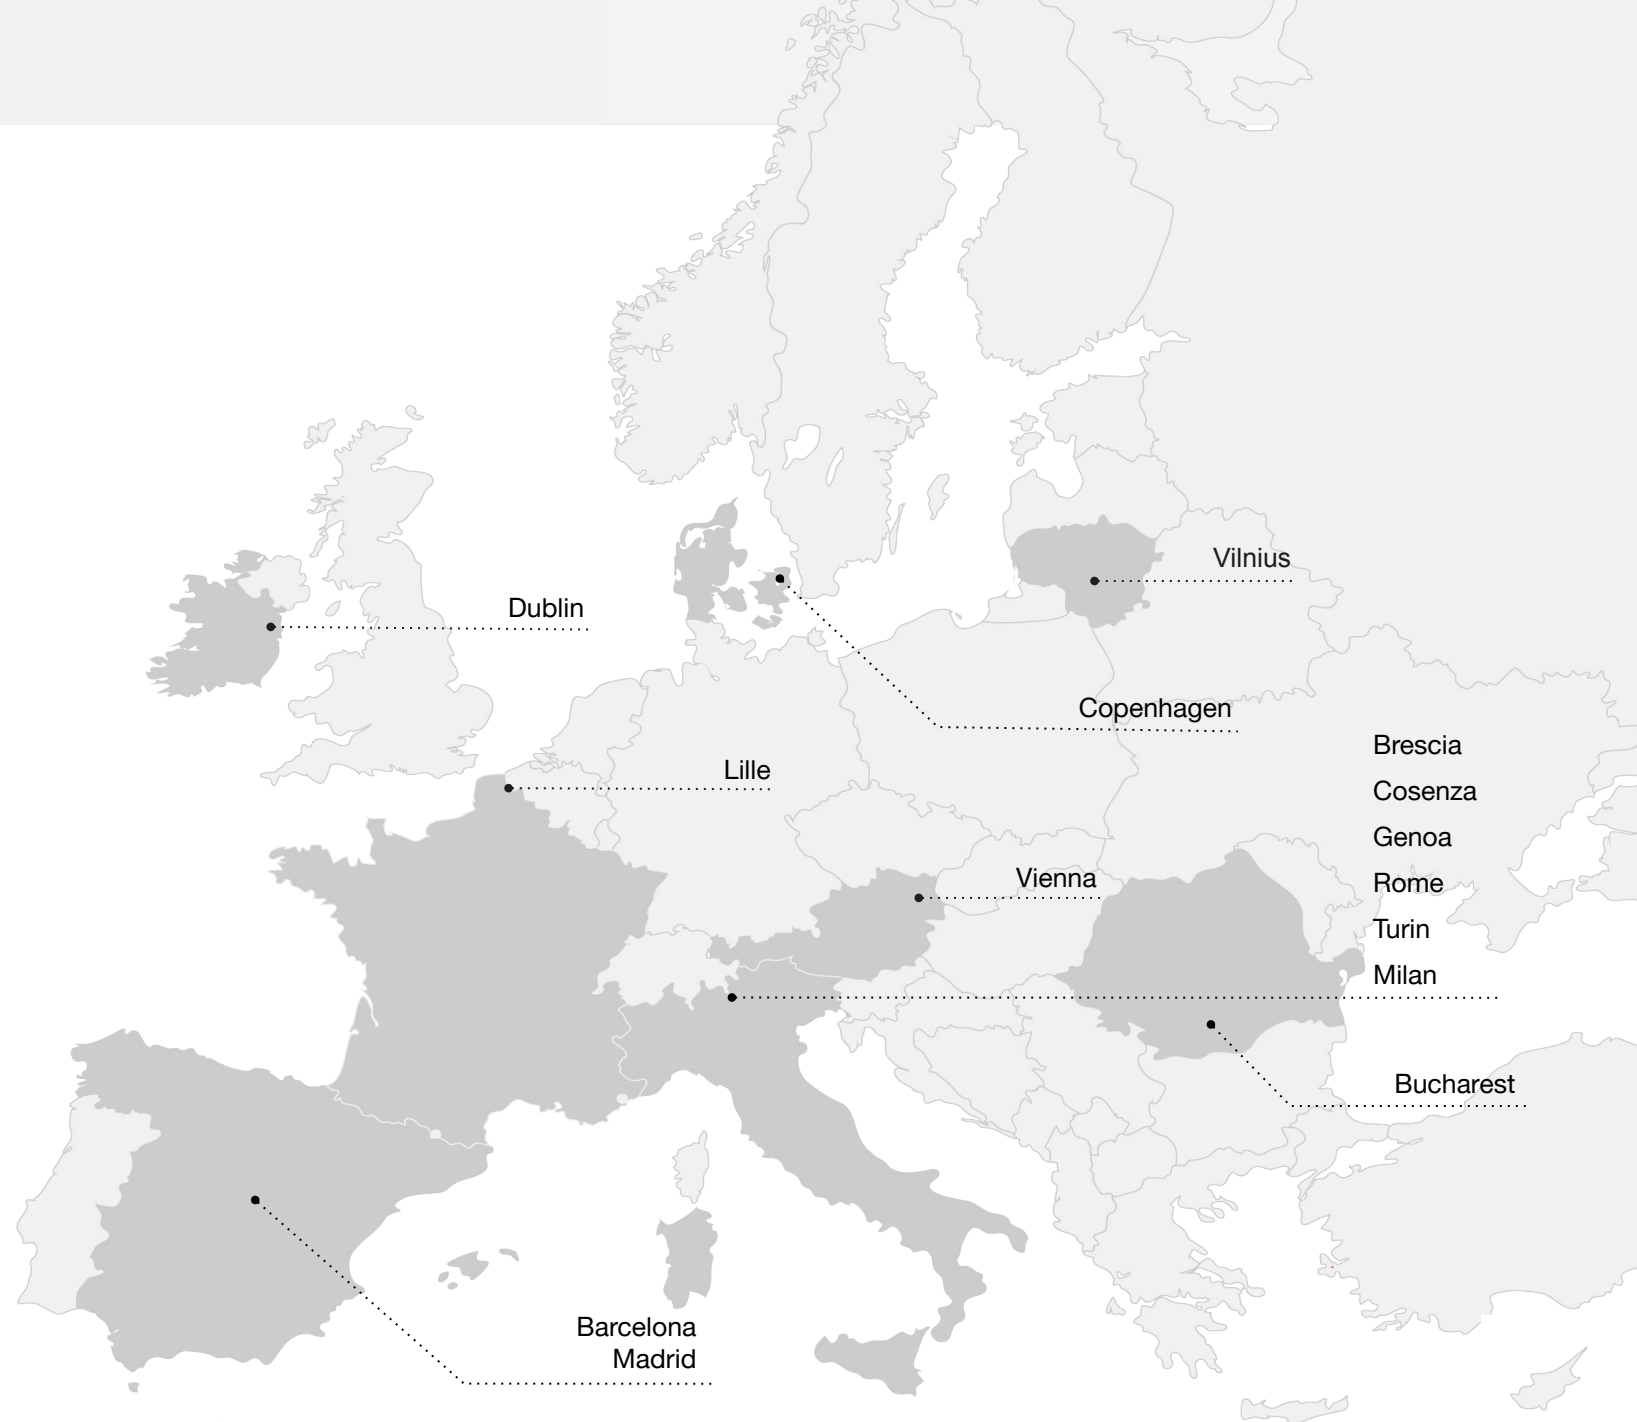 Vilnius
Dublin
Copenhagen
Brescia
Lille
Cosenza
Genoa
Vienna
Rome
Turin
Milan
Bucharest
Barcelona
Madrid